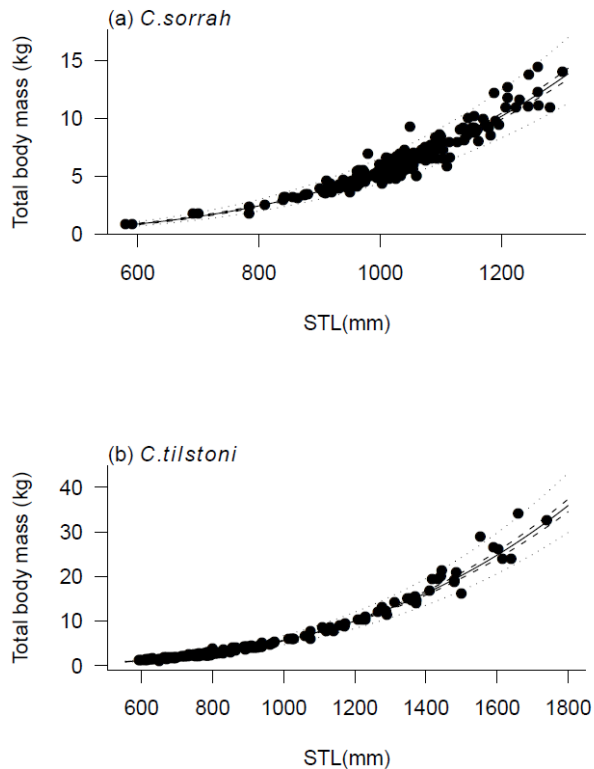 (a) C.sorrah
Total body mass (kg)
15
10
5
0
600 800 1000 1200
STL(mm)
(b) C.tilstoni
Total body mass (kg)
40
30
20
10
0
600 800 1000 1200 1400 1600 1800
STL(mm)